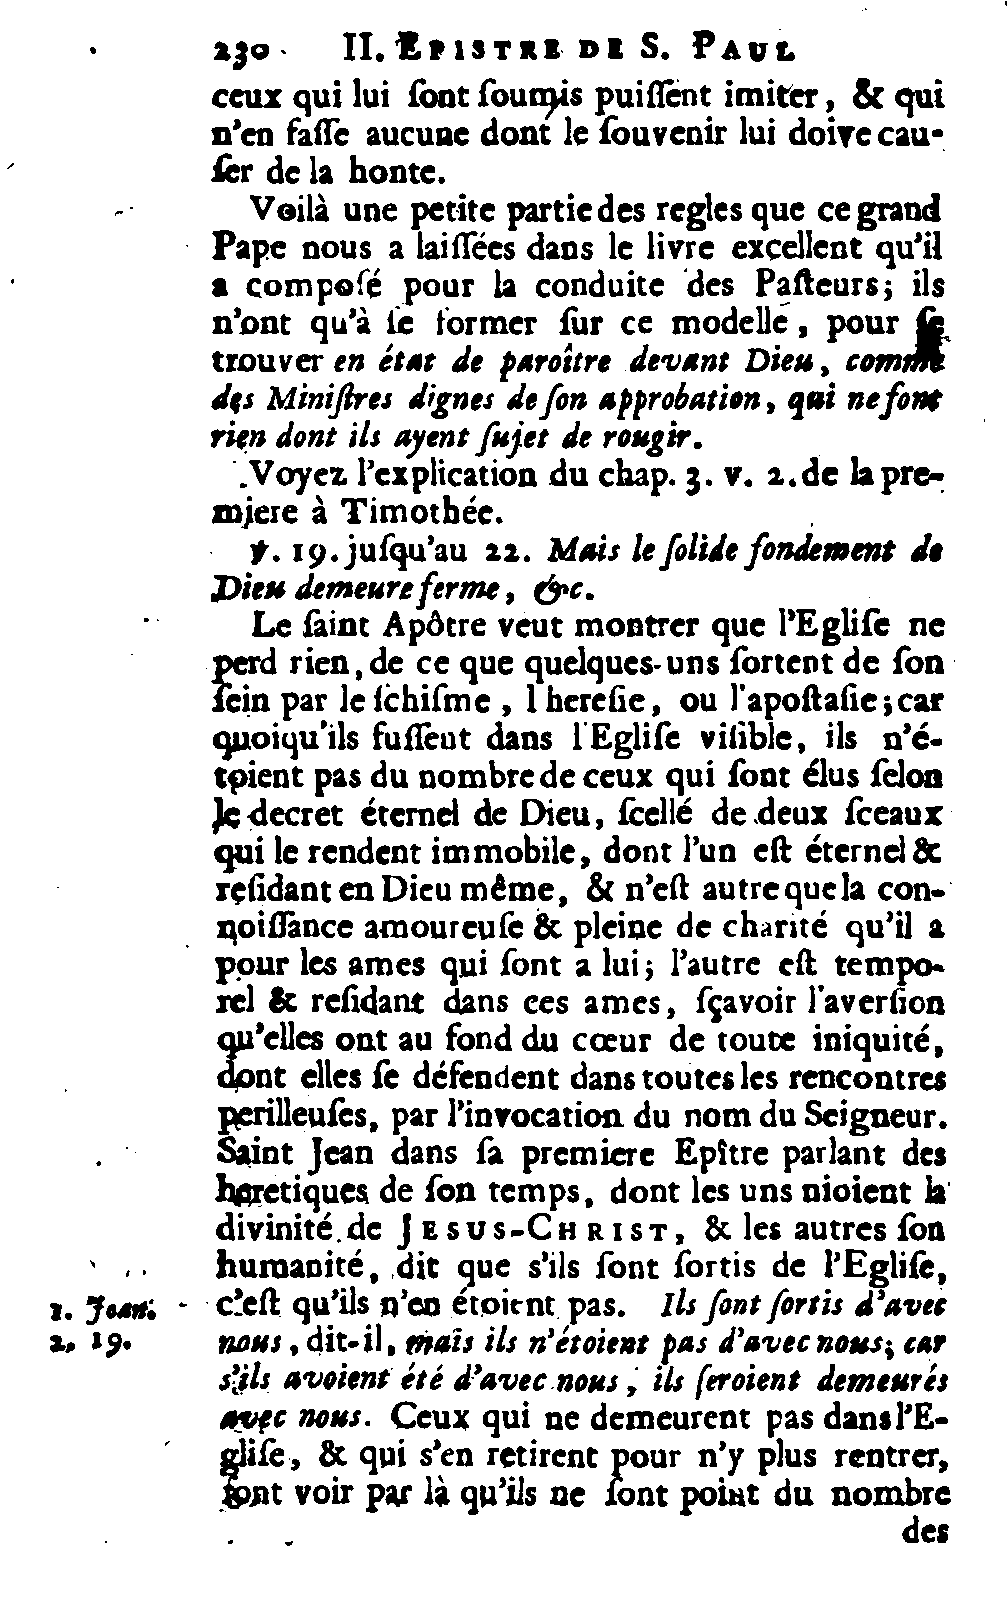 230 II. EPISTRE DE S. PAUL
ceux qui lui ſont ſoumis puiſſent imiter, & qui
n'en faſſe aucune dont le ſouvenir lui doive cau-
ſer de la honte.
Voilà une petite partie des regles que ce grand
Pape nous a laiſſées dans le livre excellent qu'il
a compoſé pour la conduite des Paſteurs; ils
n'ont qu'à ſe former ſur ce modelle, pour ſe
trouver en état de paroître devant Dieu, comme
des Miniſtres dignes de ſon approbation, qui ne font
rien dont ils ayent ſujet de rougir.
Voyez l'explication du chap. 3. v. 2. de la pre-
miere à Timothée.
℣. 19. juſqu'au 22. Mais le ſolide fondement de
Dieu demeure ferme, &c.
Le ſaint Apôtre veut montrer que l'Egliſe ne
perd rien, de ce que quelques-uns ſortent de ſon
ſein par le ſchiſme, l'hereſie, ou l'apoſtaſie; car
quoiqu'ils fuſſent dans l'Egliſe viſible, ils n'é-
toient pas du nombre de ceux qui ſont élus ſelon
le decret éternel de Dieu, ſcellé de deux ſceaux
qui le rendent immobile, dont l'un eſt éternel &
reſidant en Dieu même, & n'eſt autre que la con-
noiſſance amoureuſe & pleine de charité qu'il a
pour les ames qui ſont a lui; l'autre eſt tempo-
rel & reſidant dans ces ames, ſçavoir l'averſion
qu'elles ont au fond du cœur de toute iniquité,
dont elles ſe défendent dans toutes les rencontres
perilleuſes, par l'invocation du nom du Seigneur.
Saint Jean dans ſa premiere Epître parlant des
heretiques de ſon temps, dont les uns nioient la
divinité de JESUS-CHRIST, & les autres ſon
humanité, dit que s'ils ſont ſortis de l'Egliſe,
c'eſt qu'ils n'en étoient pas. Ils ſont ſortis d'avec
1. Joan.
2. 19.
nous, dit-il, mais ils n'étoient pas d'avec nous; car
s'ils avoient été d'avec nous, ils ſeroient demeurés
avec nous. Ceux qui ne demeurent pas dans l'E-
gliſe, & qui s'en retirent pour n'y plus rentrer,
font voir par là qu'ils ne ſont point du nombre
des